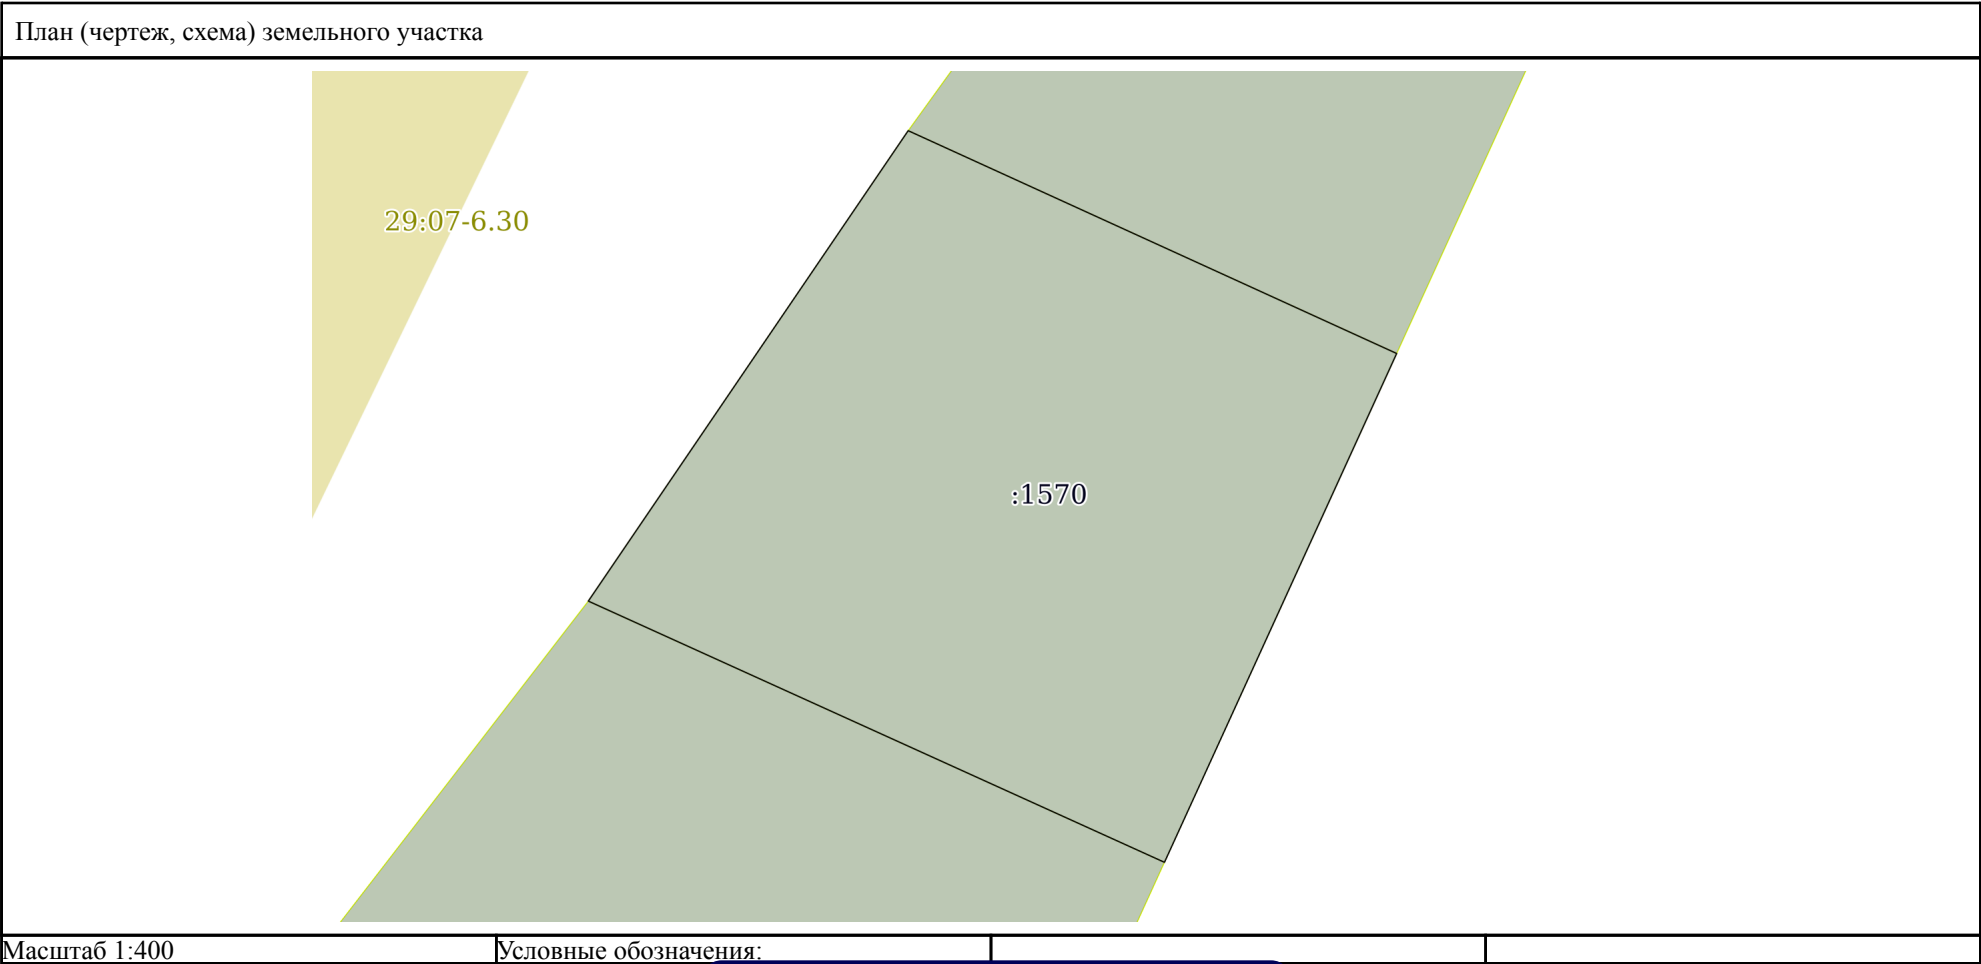 План (чертеж, схема) земельного участка
29:07-6.30
:1570
Масштаб 1:400
Условные обозначения: